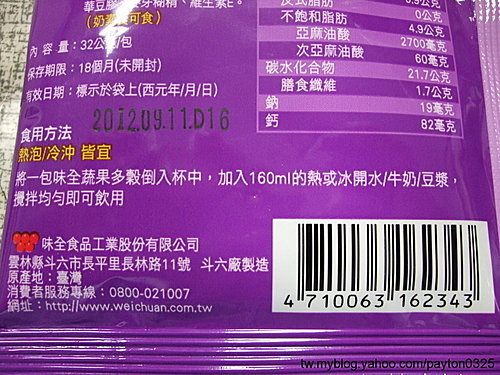 華豆腐
麥芽糊精、維生素E。
(奶素可食)
內容量:32公克/包
保存期限:18個月(未開封)
有效日期:標示於袋上(西元年/月/日)
2012.09.11.D16
反式脂肪 0公克
不飽和脂肪
亞麻油酸 4.9公克
次亞麻油酸 2700毫克
60毫克
碳水化合物 21.7公克
膳食纖維 1.7公克
鈉 19毫克
鈣 82毫克
食用方法
熱泡/冷沖 皆宜
將一包味全蔬果多穀倒入杯中,加入160ml的熱或冰開水/牛奶/豆漿,
攪拌均勻即可飲用
味全食品工業股份有限公司
雲林縣斗六市長平里長林路11號 斗六廠製造
原產地:臺灣
消費者服務專線:0800-021007
網址:http://www.weichuan.com.tw
4 710063 162343
tw.myblog.yahoo.com/payton0325